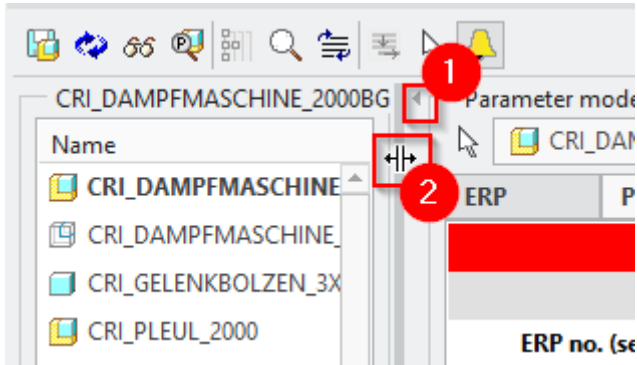 1
CRI_DAMPFMASCHINE_2000BG
Parameter mode
Name
CRI_DAM
2
CRI_DAMPFMASCHINE
ERP
P
CRI_DAMPFMASCHINE_
CRI_GELENKBOLZEN_3X
CRI_PLEUL_2000
ERP no. (se